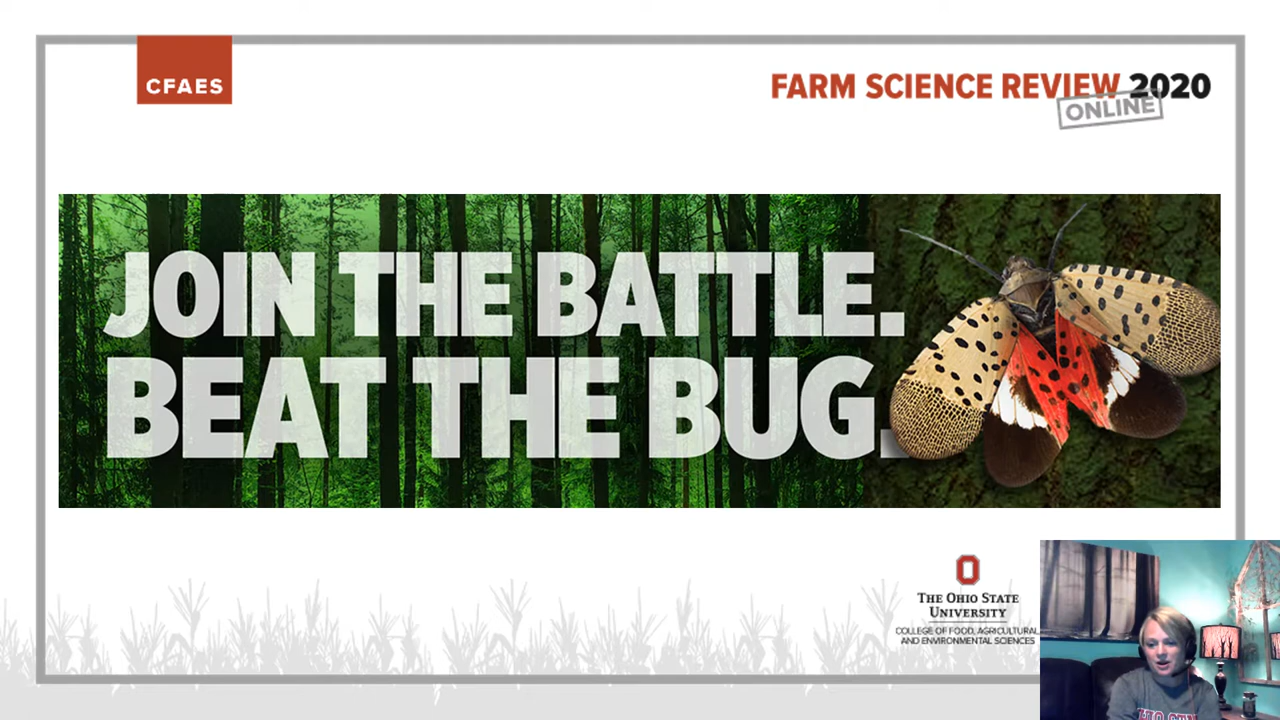 CFAES
FARM SCIENCE REVIEW 2020
ONLINE
JOIN THE BATTLE.
BEAT THE BUG.
THE OHIO STATE
UNIVERSITY
COLLEGE OF FOOD, AGRICULTURAL,
AND ENVIRONMENTAL SCIENCES